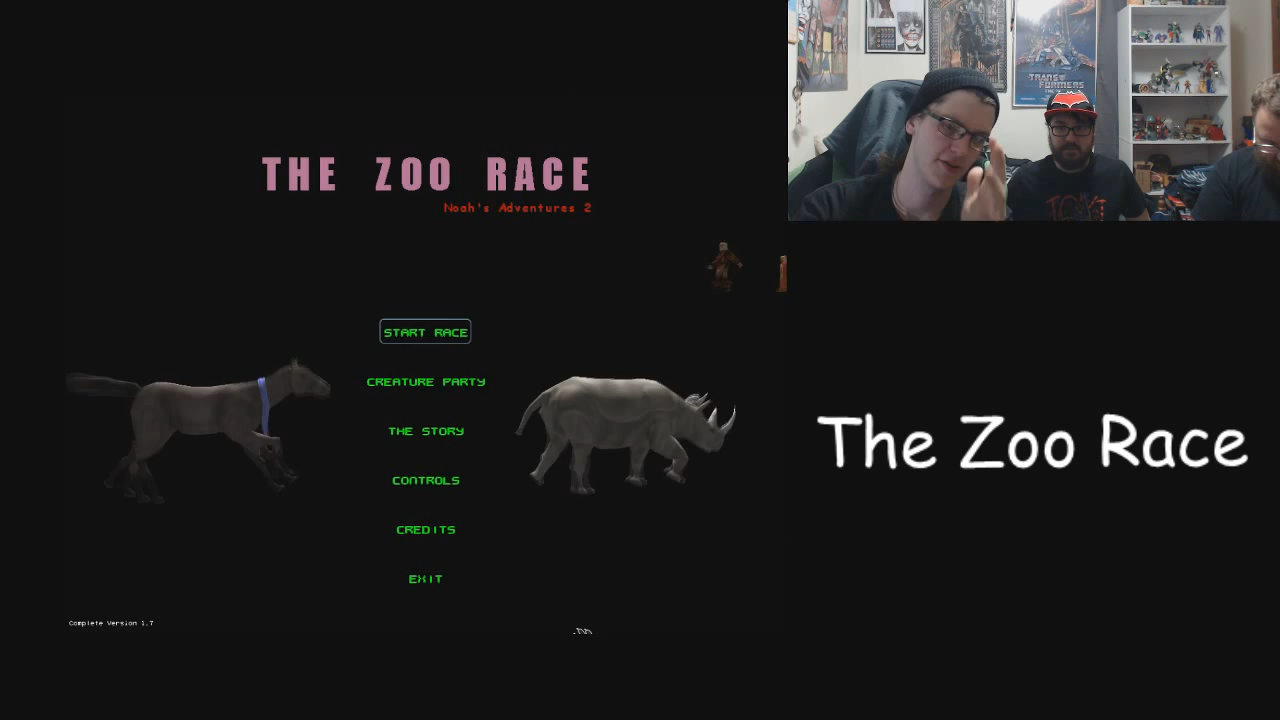 THE ZOO RACE
Noah's Adventures 2
START RACE
CREATURE PARTY
THE STORY
CONTROLS
CREDITS
EXIT
Complete Version 1.7
TRANSFORMERS
The Zoo Race